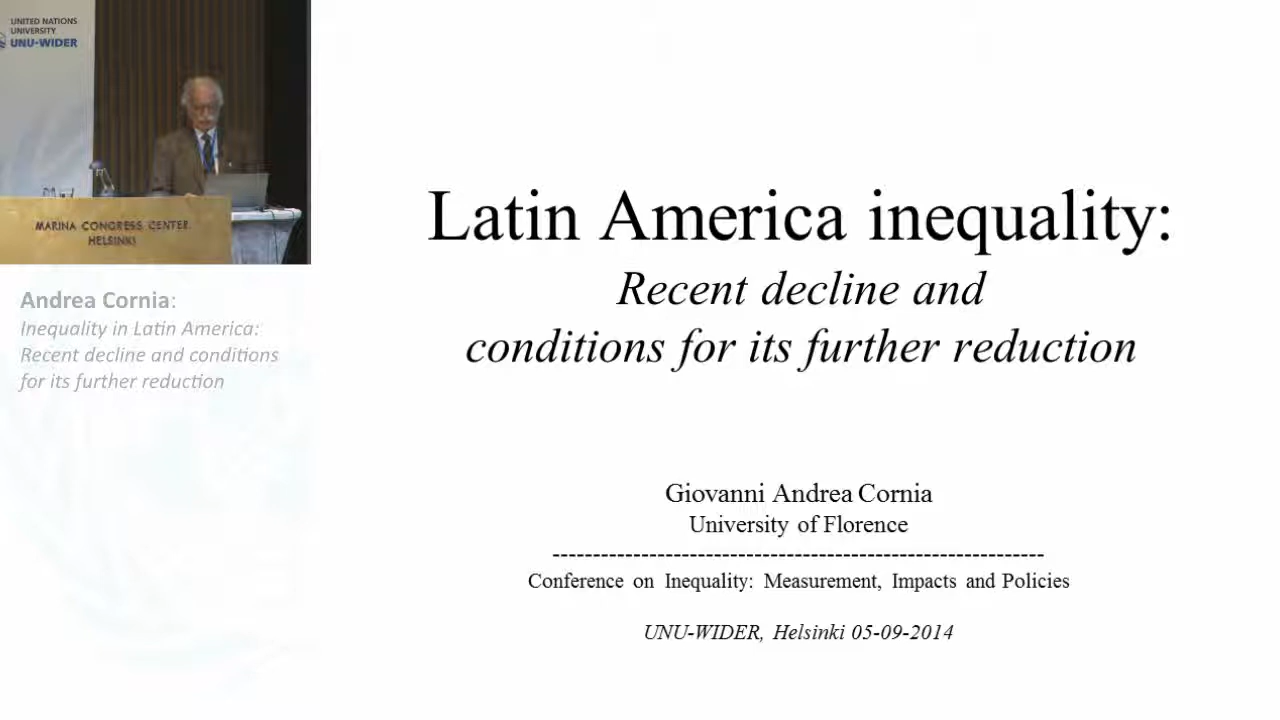 UNITED NATIONS
UNIVERSITY
UNU-WIDER
MARINA CONGRESS CENTER
HELSINKI
Andrea Cornia:
Inequality in Latin America:
Recent decline and conditions
for its further reduction
Latin America inequality:
Recent decline and
conditions for its further reduction
Giovanni Andrea Cornia
University of Florence
-------------------------------------------------------------
Conference on Inequality: Measurement, Impacts and Policies
UNU-WIDER, Helsinki 05-09-2014